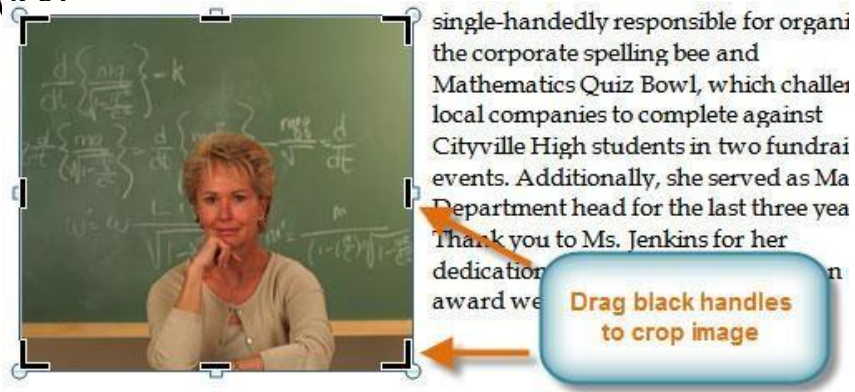 single-handedly responsible for organi
the corporate spelling bee and
Mathematics Quiz Bowl, which challen
local companies to complete against
Cityville High students in two fundrai
events. Additionally, she served as Ma
Department head for the last three yea
Thank you to Ms. Jenkins for her
dedication
award we
Drag black handles
to crop image